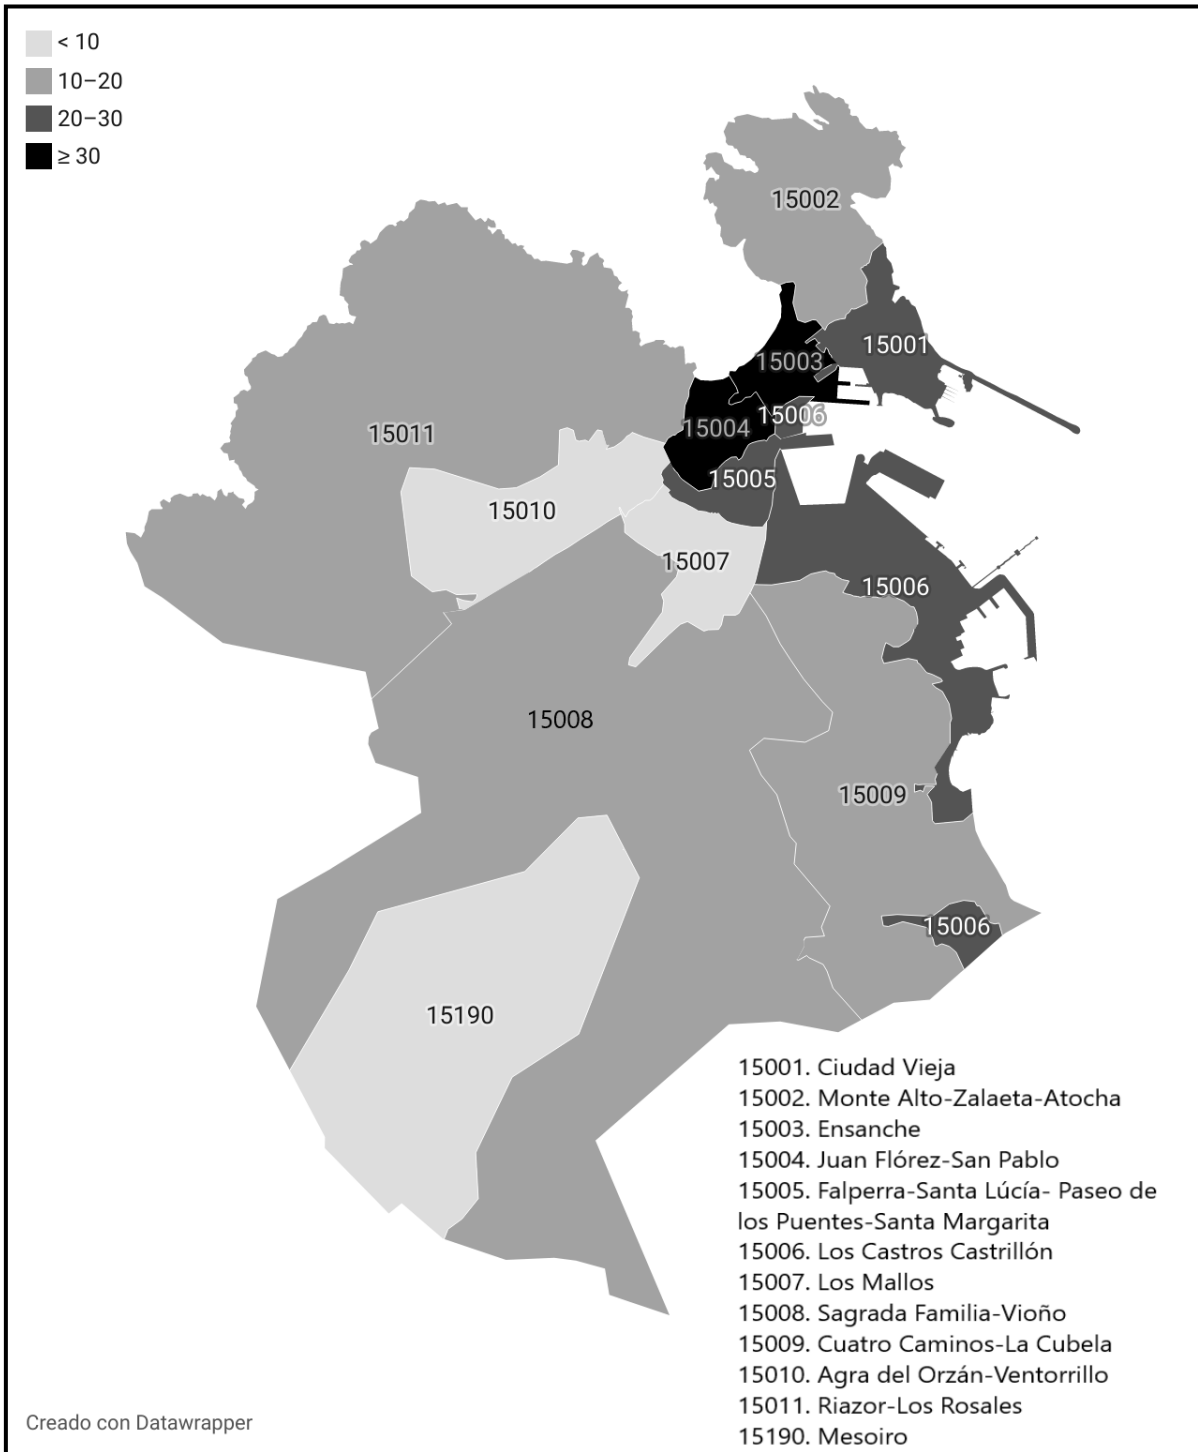 < 10
10–20
20–30
≥ 30
15002
15001
15003
15006
15004
15011
15005
15010
15007
15006
15008
15009
15006
15190
15001. Ciudad Vieja
15002. Monte Alto-Zalaeta-Atocha
15003. Ensanche
15004. Juan Flórez-San Pablo
15005. Falperra-Santa Lúcía- Paseo de
los Puentes-Santa Margarita
15006. Los Castros Castrillón
15007. Los Mallos
15008. Sagrada Familia-Vioño
15009. Cuatro Caminos-La Cubela
15010. Agra del Orzán-Ventorrillo
15011. Riazor-Los Rosales
15190. Mesoiro
Creado con Datawrapper